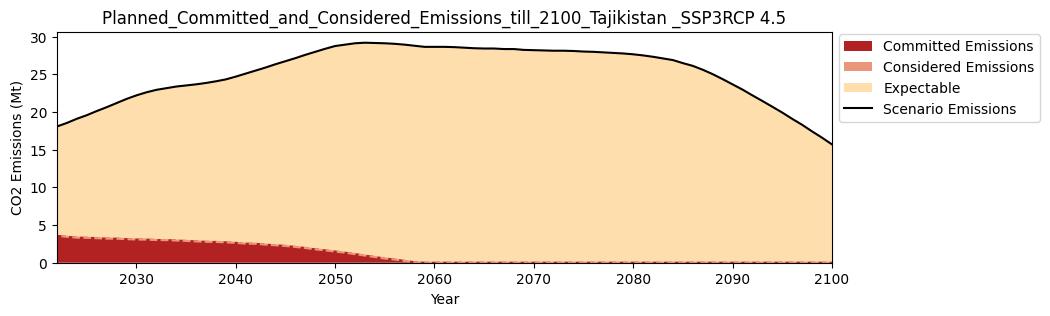 Planned_Committed_and_Considered_Emissions_till_2100_Tajikistan _SSP3RCP 4.5
30
25
20
15
10
5
0
CO2 Emissions (Mt)
2030 2040 2050 2060 2070 2080 2090 2100
Year
Committed Emissions
Considered Emissions
Expectable
Scenario Emissions